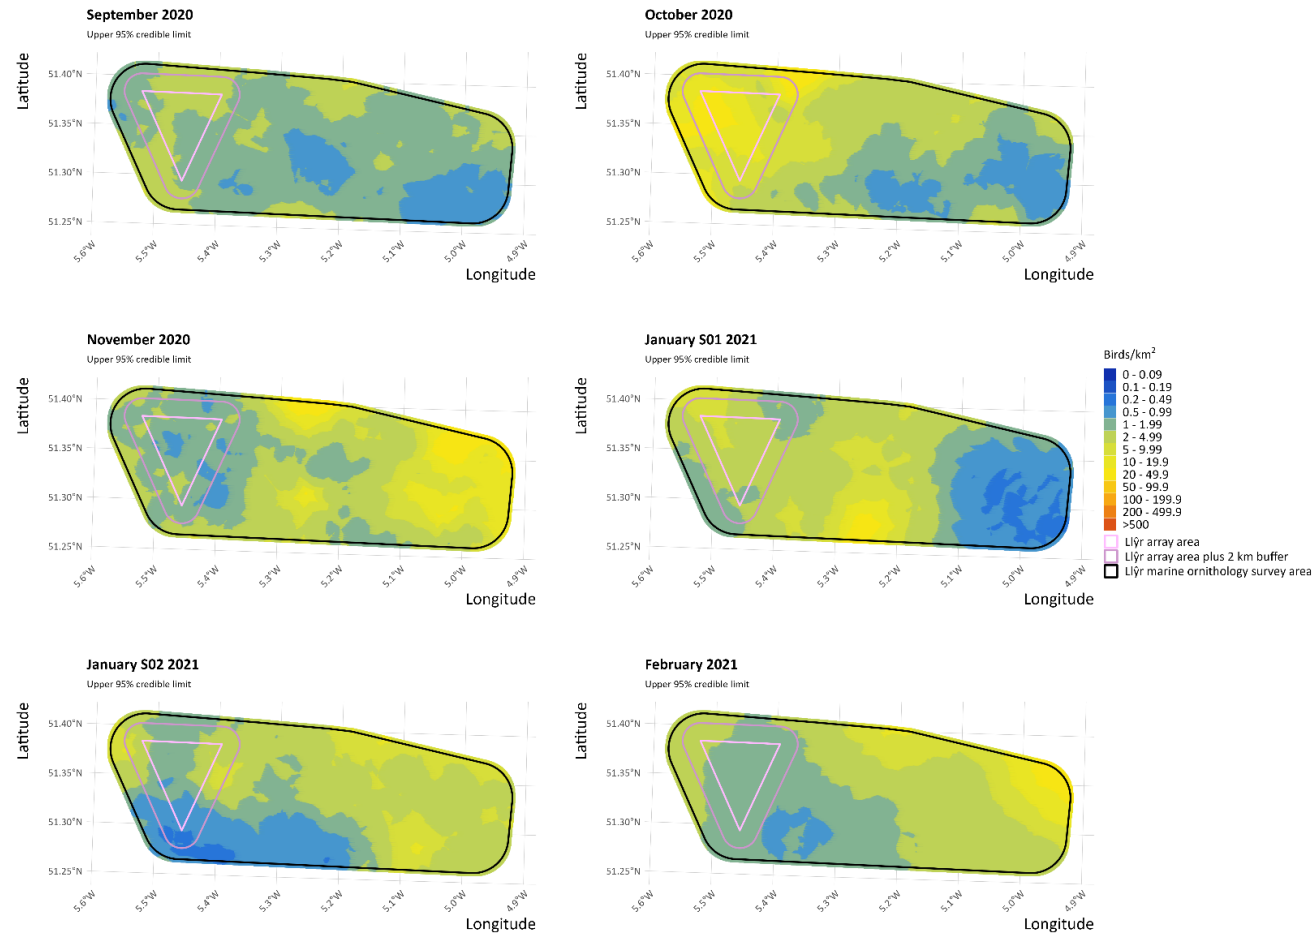 September 2020
Upper 95% credible limit
Latitude
51.40°N
51.35°N
51.30°N
51.25°N
5.6°W
5.5°W
5.4°W
5.3°W
5.2°W
5.1°W
5.0°W
4.9°W
Longitude
October 2020
Upper 95% credible limit
Latitude
51.40°N
51.35°N
51.30°N
51.25°N
5.6°W
5.5°W
5.4°W
5.3°W
5.2°W
5.1°W
5.0°W
4.9°W
Longitude
November 2020
Upper 95% credible limit
Latitude
51.40°N
51.35°N
51.30°N
51.25°N
5.6°W
5.5°W
5.4°W
5.3°W
5.2°W
5.1°W
5.0°W
4.9°W
Longitude
January S01 2021
Upper 95% credible limit
Latitude
51.40°N
51.35°N
51.30°N
51.25°N
5.6°W
5.5°W
5.4°W
5.3°W
5.2°W
5.1°W
5.0°W
4.9°W
Longitude
Birds/km²
0 - 0.09
0.1 - 0.19
0.2 - 0.49
0.5 - 0.99
1 - 1.99
2 - 4.99
5 - 9.99
10 - 19.9
20 - 49.9
50 - 99.9
100 - 199.9
200 - 499.9
>500
Llŷr array area
Llŷr array area plus 2 km buffer
Llŷr marine ornithology survey area
January S02 2021
Upper 95% credible limit
Latitude
51.40°N
51.35°N
51.30°N
51.25°N
5.6°W
5.5°W
5.4°W
5.3°W
5.2°W
5.1°W
5.0°W
4.9°W
Longitude
February 2021
Upper 95% credible limit
Latitude
51.40°N
51.35°N
51.30°N
51.25°N
5.6°W
5.5°W
5.4°W
5.3°W
5.2°W
5.1°W
5.0°W
4.9°W
Longitude